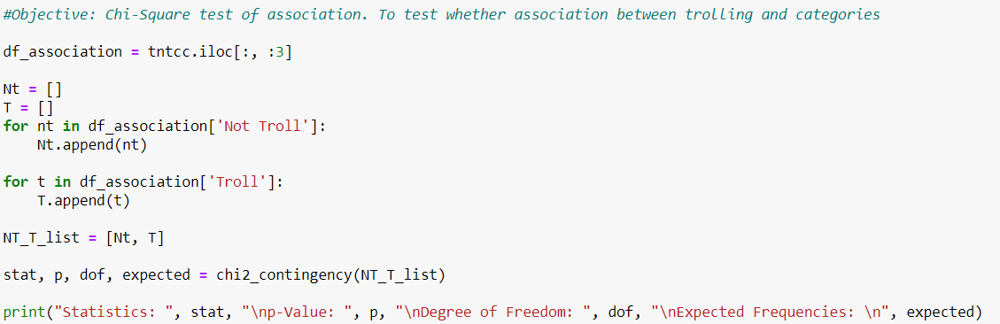 #Objective: Chi-Square test of association. To test whether association between trolling and categories
df_association = tntcc.iloc[:, :3]
Nt = []
T = []
for nt in df_association['Not Troll']:
    Nt.append(nt)
for t in df_association['Troll']:
    T.append(t)
NT_T_list = [Nt, T]
stat, p, dof, expected = chi2_contingency(NT_T_list)
print("Statistics: ", stat, "\np-Value: ", p, "\nDegree of Freedom: ", dof, "\nExpected Frequencies: \n", expected)